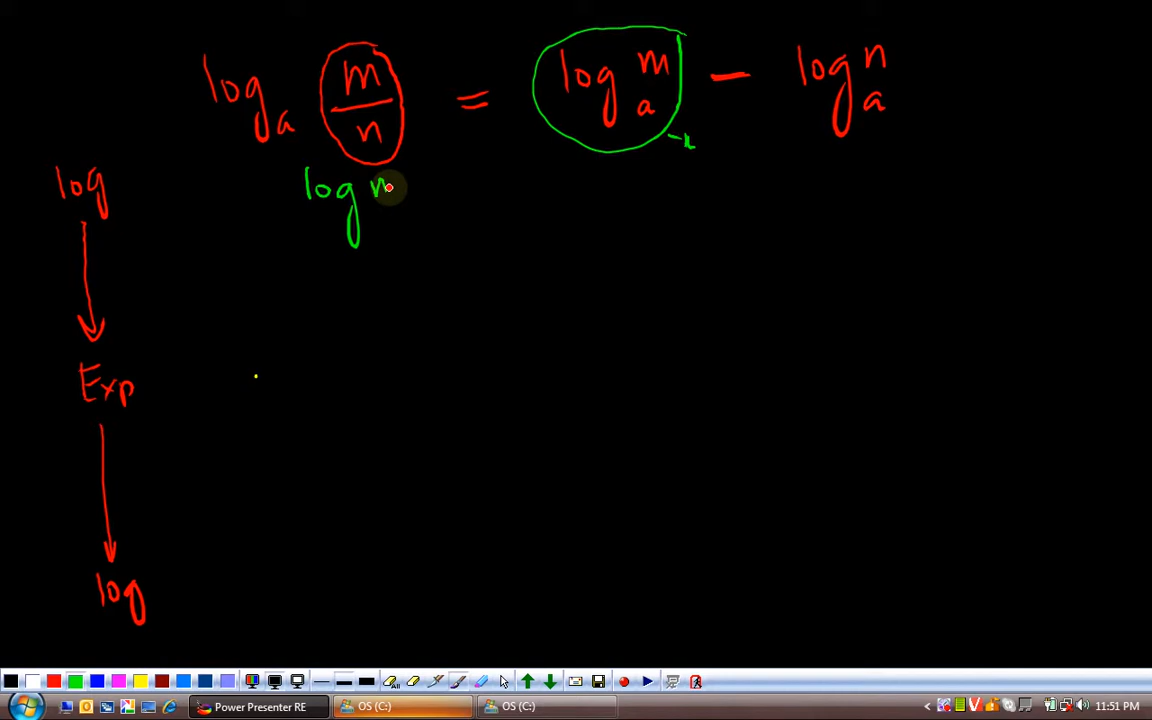 log_a m/n = log_a m − log_a n
log
log
Exp
log
Power Presenter RE
OS (C:)
OS (C:)
11:51 PM